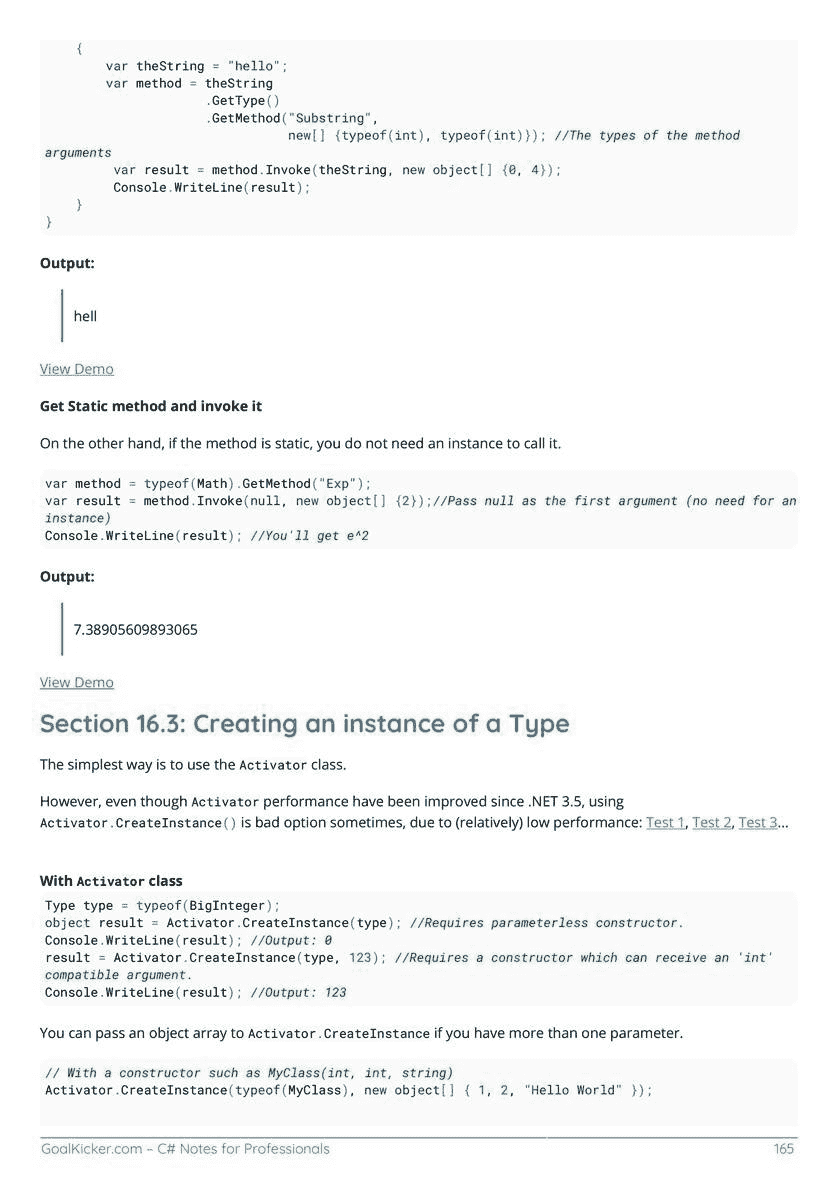 {
var theString = "hello";
var method = theString
.GetType()
.GetMethod("Substring",
new[] {typeof(int), typeof(int)}); //The types of the method
arguments
var result = method.Invoke(theString, new object[] {0, 4});
Console.WriteLine(result);
}
}
Output:
hell
View Demo
Get Static method and invoke it
On the other hand, if the method is static, you do not need an instance to call it.
var method = typeof(Math).GetMethod("Exp");
var result = method.Invoke(null, new object[] {2});//Pass null as the first argument (no need for an
instance)
Console.WriteLine(result); //You'll get e^2
Output:
7.38905609893065
View Demo
Section 16.3: Creating an instance of a Type
The simplest way is to use the Activator class.
However, even though Activator performance have been improved since .NET 3.5, using
Activator.CreateInstance() is bad option sometimes, due to (relatively) low performance: Test 1, Test 2, Test 3...
With Activator class
Type type = typeof(BigInteger);
object result = Activator.CreateInstance(type); //Requires parameterless constructor.
Console.WriteLine(result); //Output: 0
result = Activator.CreateInstance(type, 123); //Requires a constructor which can receive an 'int'
compatible argument.
Console.WriteLine(result); //Output: 123
You can pass an object array to Activator.CreateInstance if you have more than one parameter.
// With a constructor such as MyClass(int, int, string)
Activator.CreateInstance(typeof(MyClass), new object[] { 1, 2, "Hello World" });
GoalKicker.com – C# Notes for Professionals 165